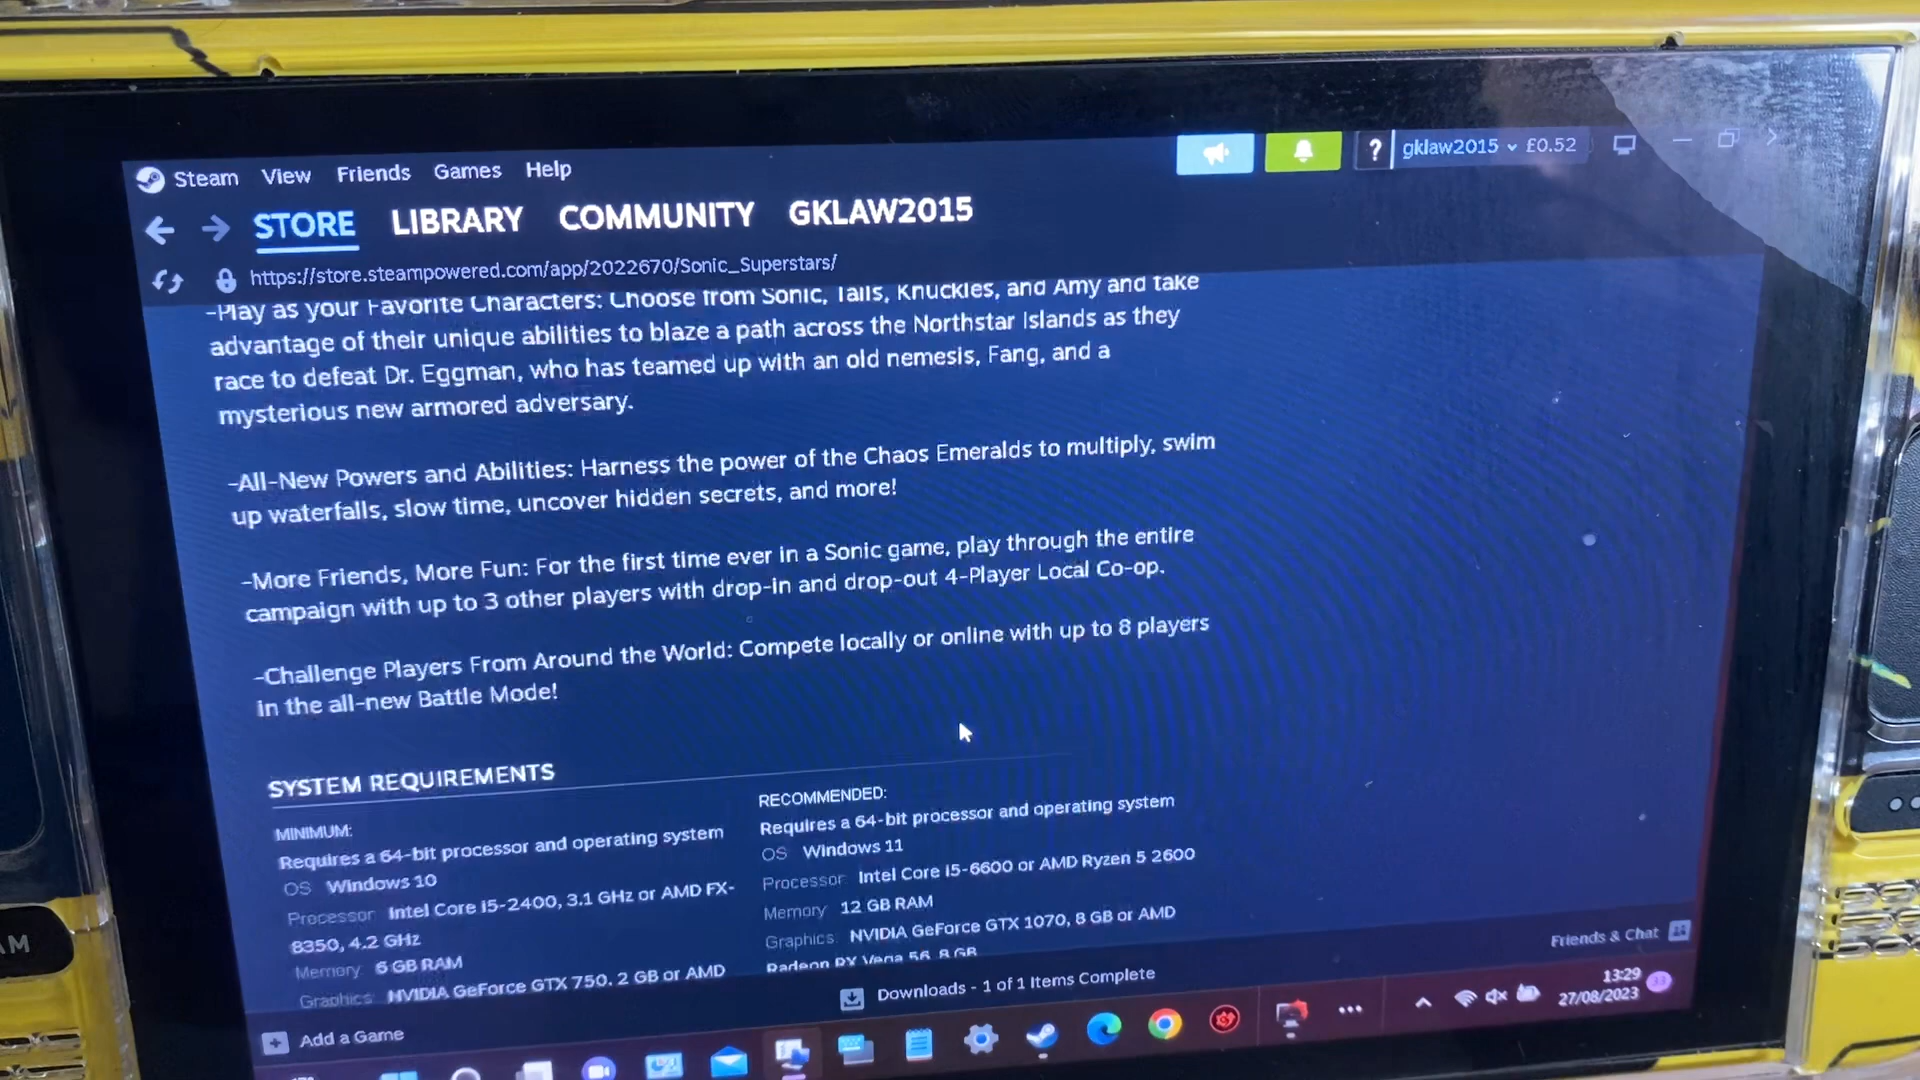 Steam View Friends Games Help
? gklaw2015 £0.52
STORE LIBRARY COMMUNITY GKLAW2015
https://store.steampowered.com/app/2022670/Sonic_Superstars/
-Play as your Favorite Characters: Choose from Sonic, Tails, Knuckles, and Amy and take
advantage of their unique abilities to blaze a path across the Northstar Islands as they
race to defeat Dr. Eggman, who has teamed up with an old nemesis, Fang, and a
mysterious new armored adversary.
-All-New Powers and Abilities: Harness the power of the Chaos Emeralds to multiply, swim
up waterfalls, slow time, uncover hidden secrets, and more!
-More Friends, More Fun: For the first time ever in a Sonic game, play through the entire
campaign with up to 3 other players with drop-in and drop-out 4-Player Local Co-op.
-Challenge Players From Around the World: Compete locally or online with up to 8 players
in the all-new Battle Mode!
SYSTEM REQUIREMENTS
MINIMUM:
Requires a 64-bit processor and operating system
OS Windows 10
Processor Intel Core i5-2400, 3.1 GHz or AMD FX-
8350, 4.2 GHz
Memory 6 GB RAM
Graphics NVIDIA GeForce GTX 750, 2 GB or AMD
RECOMMENDED:
Requires a 64-bit processor and operating system
OS Windows 11
Processor Intel Core i5-6600 or AMD Ryzen 5 2600
Memory 12 GB RAM
Graphics: NVIDIA GeForce GTX 1070, 8 GB or AMD
Radeon RX Vega 56, 8 GB
Friends & Chat
Downloads - 1 of 1 Items Complete
Add a Game
13:29
27/08/2023